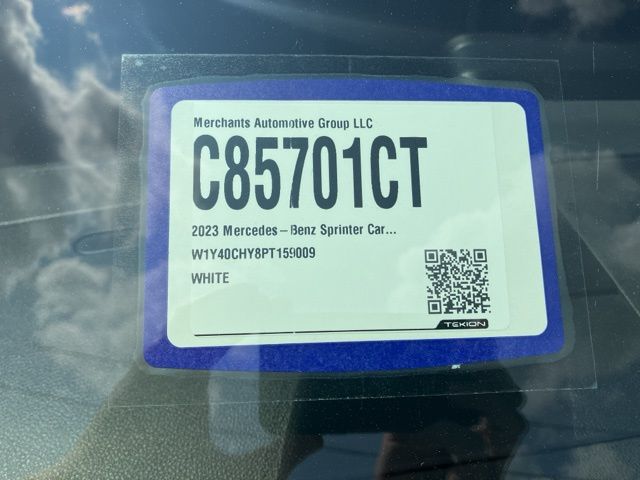 Merchants Automotive Group LLC
C85701CT
2023 Mercedes-Benz Sprinter Car...
W1Y40CHY8PT159009
WHITE
TEKION